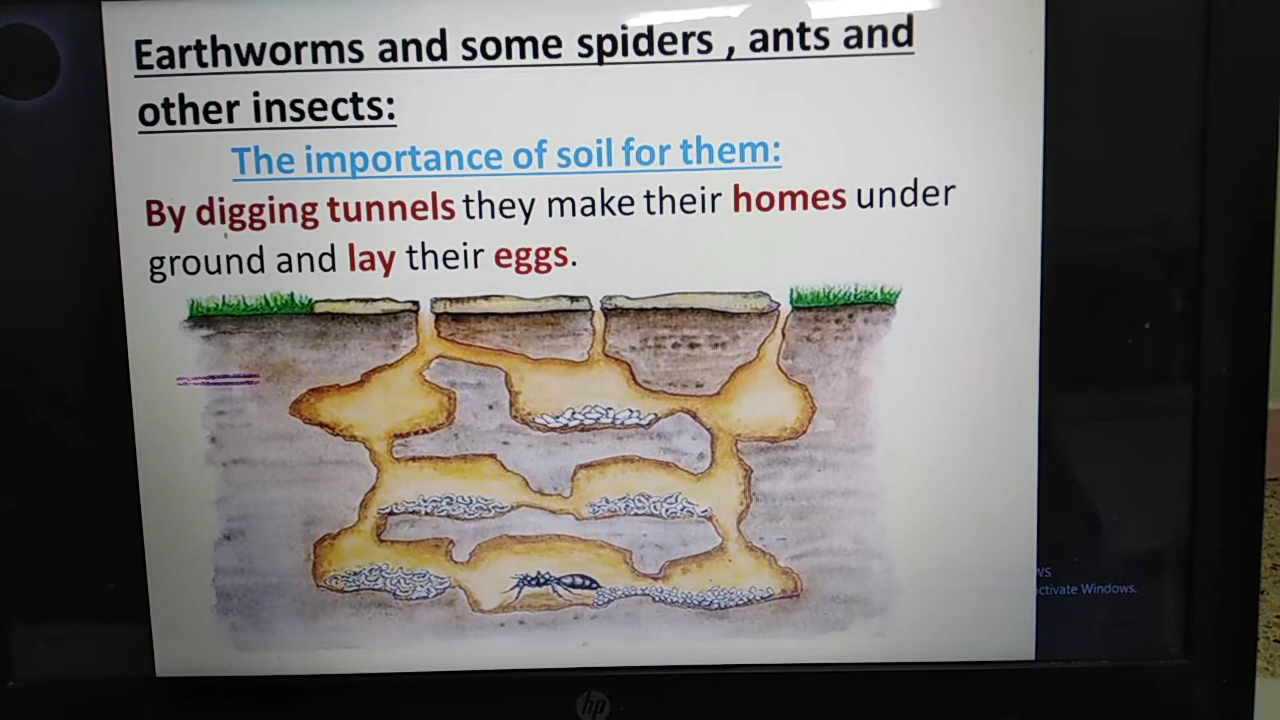 Earthworms and some spiders , ants and
other insects:
The importance of soil for them:
By digging tunnels they make their homes under
ground and lay their eggs.
ctivate Windows.
hp